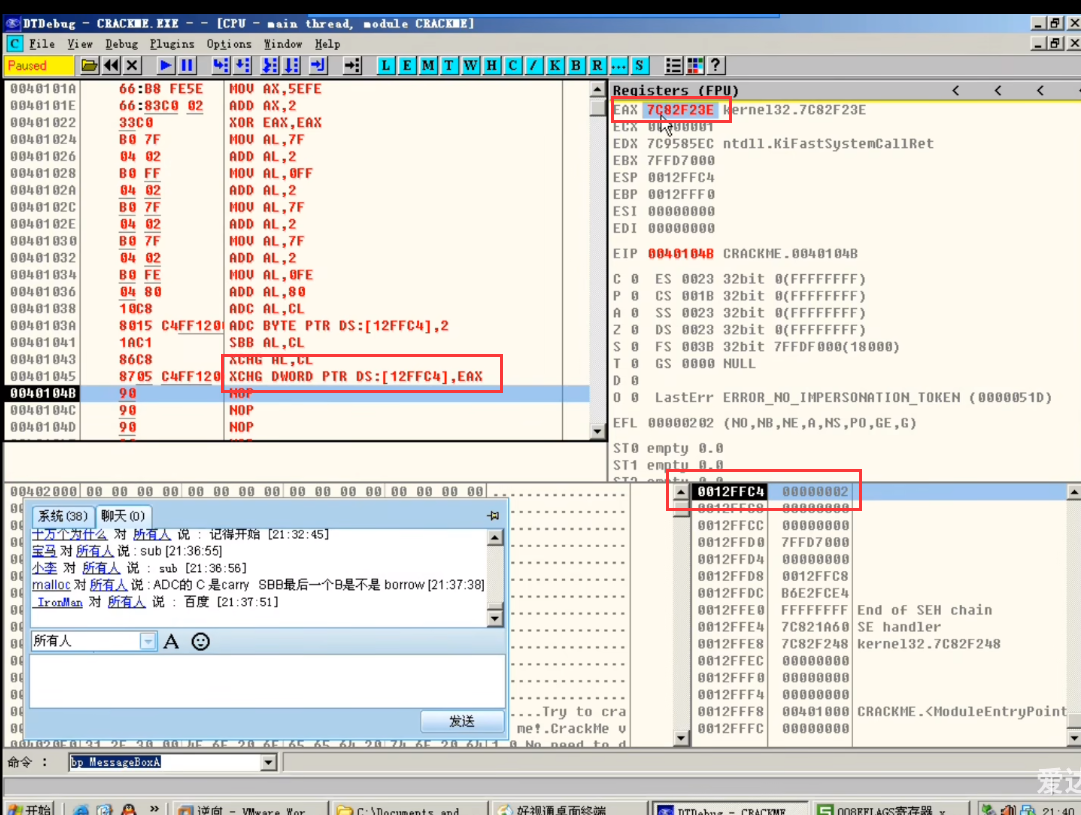 DTDebug - CRACKME.EXE - - [CPU - main thread, module CRACKME]
C File View Debug Plugins Options Window Help
Paused L E M T W H C / K B R ... S ?
0040101A 66:B8 FE5E MOV AX,5EFE
0040101E 66:83C0 02 ADD AX,2
00401022 33C0 XOR EAX,EAX
00401024 B0 7F MOV AL,7F
00401026 04 02 ADD AL,2
00401028 B0 FF MOV AL,0FF
0040102A 04 02 ADD AL,2
0040102C B0 7F MOV AL,7F
0040102E 04 02 ADD AL,2
00401030 B0 7F MOV AL,7F
00401032 04 02 ADD AL,2
00401034 B0 FE MOV AL,0FE
00401036 04 80 ADD AL,80
00401038 10C8 ADC AL,CL
0040103A 8015 C4FF120 ADC BYTE PTR DS:[12FFC4],2
00401041 1AC1 SBB AL,CL
00401043 86C8 XCHG AL,CL
00401045 8705 C4FF120 XCHG DWORD PTR DS:[12FFC4],EAX
0040104B 90 NOP
0040104C 90 NOP
0040104D 90 NOP
Registers (FPU) < < <
EAX 7C82F23E kernel32.7C82F23E
ECX 00000001
EDX 7C9585EC ntdll.KiFastSystemCallRet
EBX 7FFD7000
ESP 0012FFC4
EBP 0012FFF0
ESI 00000000
EDI 00000000
EIP 0040104B CRACKME.0040104B
C 0 ES 0023 32bit 0(FFFFFFFF)
P 0 CS 001B 32bit 0(FFFFFFFF)
A 0 SS 0023 32bit 0(FFFFFFFF)
Z 0 DS 0023 32bit 0(FFFFFFFF)
S 0 FS 003B 32bit 7FFDF000(18000)
T 0 GS 0000 NULL
D 0
O 0 LastErr ERROR_NO_IMPERSONATION_TOKEN (0000051D)
EFL 00000202 (NO,NB,NE,A,NS,PO,GE,G)
ST0 empty 0.0
ST1 empty 0.0
ST2 empty 0.0
00402000 00 00 00 00 00 00 00 00 00 00 00 00 00 00 00 00
系统(38) 聊天(0)
十万个为什么 对 所有人 说 : 记得开始 [21:32:45]
宝马 对 所有人 说 : sub [21:36:55]
小李 对 所有人 说 : sub [21:36:56]
malloc 对 所有人 说 : ADC的 C 是carry SBB最后一个B是不是 borrow [21:37:38]
IronMan 对 所有人 说 : 百度 [21:37:51]
所有人 A
发送
....Try to cra
me!.CrackMe v
004020E0 31 2E 30 00 4E 6F 20 6E 65 65 64 20 74 6F 20 64 1.0.No need to d
0012FFC4 00000002
0012FFC8 00000000
0012FFCC 00000000
0012FFD0 7FFD7000
0012FFD4 00000000
0012FFD8 0012FFC8
0012FFDC B6E2FCE4
0012FFE0 FFFFFFFF End of SEH chain
0012FFE4 7C821A60 SE handler
0012FFE8 7C82F248 kernel32.7C82F248
0012FFEC 00000000
0012FFF0 00000000
0012FFF4 00000000
0012FFF8 00401000 CRACKME.<ModuleEntryPoint
0012FFFC 00000000
命令 : bp MessageBoxA
开始 » 逆向 - VMware Wor C:\Documents and 好视通桌面终端 DTDebug - CRACKME 008EFLAGS寄存器 21:40